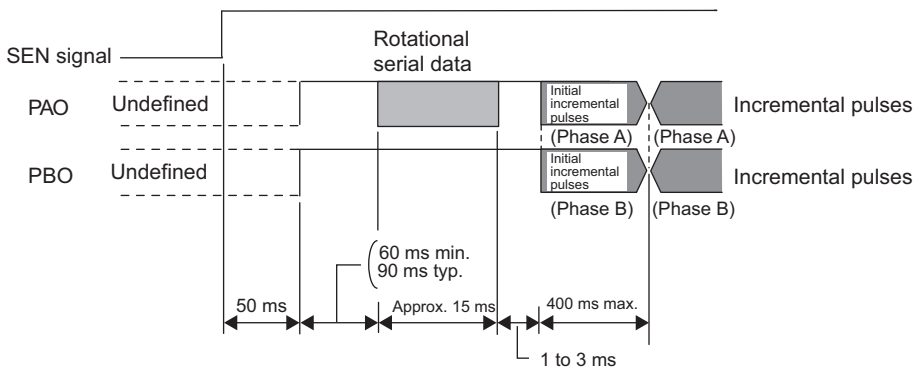 SEN signal
Rotational
serial data
PAO
Undefined
Initial
incremental
pulses
Incremental pulses
(Phase A)
(Phase A)
PBO
Undefined
Initial
incremental
pulses
Incremental pulses
(Phase B)
(Phase B)
60 ms min.
90 ms typ.
50 ms
Approx. 15 ms
400 ms max.
1 to 3 ms